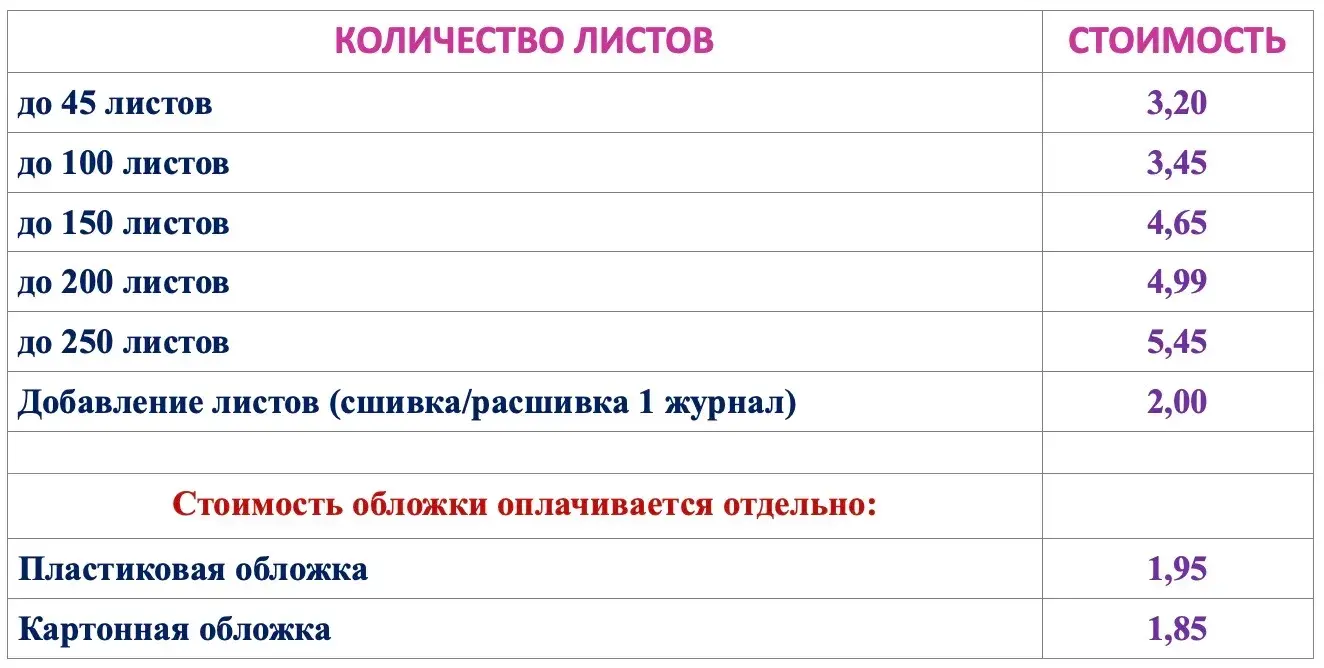 КОЛИЧЕСТВО ЛИСТОВ СТОИМОСТЬ
до 45 листов 3,20
до 100 листов 3,45
до 150 листов 4,65
до 200 листов 4,99
до 250 листов 5,45
Добавление листов (сшивка/расшивка 1 журнал) 2,00
Стоимость обложки оплачивается отдельно:
Пластиковая обложка 1,95
Картонная обложка 1,85